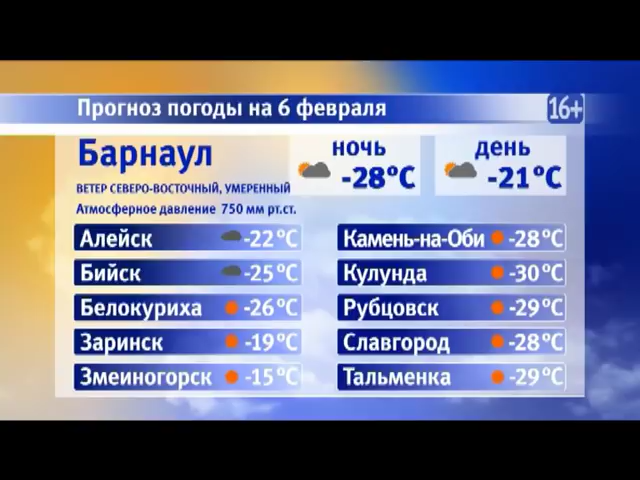 Прогноз погоды на 6 февраля 16+
Барнаул
ночь
-28°C
день
-21°C
ВЕТЕР СЕВЕРО-ВОСТОЧНЫЙ, УМЕРЕННЫЙ
Атмосферное давление 750 мм рт.ст.
Алейск -22°C
Бийск -25°C
Белокуриха -26°C
Заринск -19°C
Змеиногорск -15°C
Камень-на-Оби -28°C
Кулунда -30°C
Рубцовск -29°C
Славгород -28°C
Тальменка -29°C